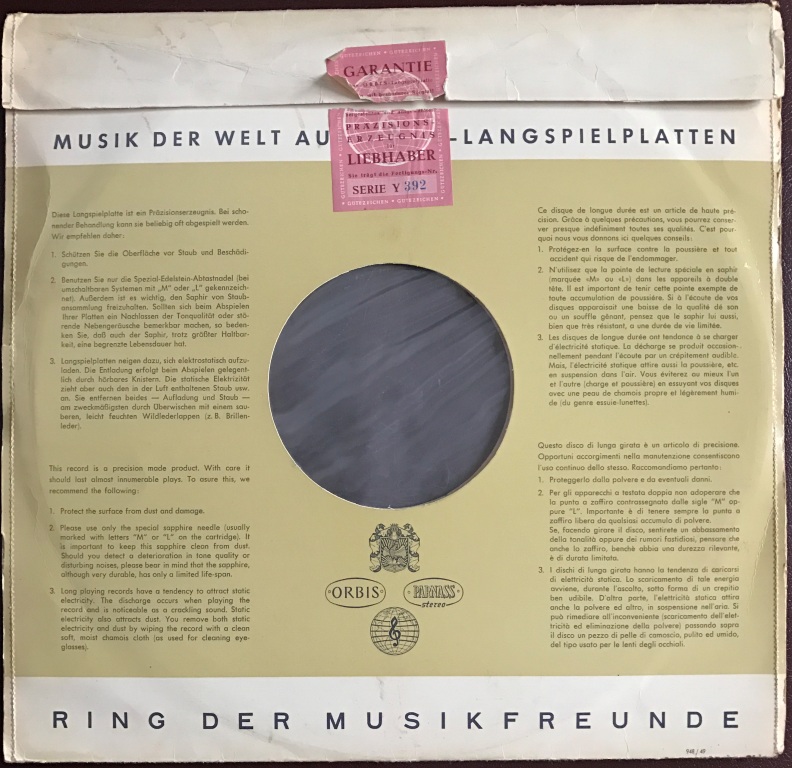 GÜTEZEICHEN • GÜTEZEICHEN •
GARANTIE
ORBIS-Langspielplatte
PRÄZISIONS-
ERZEUGNIS
LIEBHABER
Sie trägt die Fertigungs-Nr.
SERIE Y 392
GÜTEZEICHEN • GÜTEZEICHEN
MUSIK DER WELT AU -LANGSPIELPLATTEN
Diese Langspielplatte ist ein Präzisionserzeugnis. Bei scho-
nender Behandlung kann sie beliebig oft abgespielt werden.
Wir empfehlen daher:
1. Schützen Sie die Oberfläche vor Staub und Beschädi-
gungen.
2. Benutzen Sie nur die Spezial-Edelstein-Abtastnadel (bei
umschaltbaren Systemen mit „M" oder „L" gekennzeich-
net). Außerdem ist es wichtig, den Saphir von Staub-
ansammlung freizuhalten. Sollten sich beim Abspielen
Ihrer Platten ein Nachlassen der Tonqualität oder stö-
rende Nebengeräusche bemerkbar machen, so beden-
ken Sie, daß auch der Saphir, trotz größter Haltbar-
keit, eine begrenzte Lebensdauer hat.
3. Langspielplatten neigen dazu, sich elektrostatisch aufzu-
laden. Die Entladung erfolgt beim Abspielen gelegent-
lich durch hörbares Knistern. Die statische Elektrizität
zieht aber auch den in der Luft enthaltenen Staub usw.
an. Sie entfernen beides — Aufladung und Staub —
am zweckmäßigsten durch Überwischen mit einem sau-
beren, leicht feuchten Wildlederlappen (z. B. Brillen-
leder).
This record is a precision made product. With care it
should last almost innumerable plays. To asure this, we
recommend the following:
1. Protect the surface from dust and damage.
2. Please use only the special sapphire needle (usually
marked with letters "M" or "L" on the cartridge). It
is important to keep this sapphire clean from dust.
Should you detect a deterioration in tone quality or
disturbing noises, please bear in mind that the sapphire,
although very durable, has only a limited life-span.
3. Long playing records have a tendency to attract static
electricity. The discharge occurs when playing the
record and is noticeable as a crackling sound. Static
electricity also attracts dust. You remove both static
electricity and dust by wiping the record with a clean
soft, moist chamois cloth (as used for cleaning eye-
glasses).
Ce disque de longue durée est un article de haute pré-
cision. Grâce à quelques précautions, vous pourrez conser-
ver presque indéfiniment toutes ses qualités. C'est pour-
quoi nous vous donnons ici quelques conseils:
1. Protégez-en la surface contre la poussière et tout
accident qui risque de l'endommager.
2. N'utilisez que la pointe de lecture spéciale en saphir
(marquée «M» ou «L») dans les appareils à double
tête. Il est important de tenir cette pointe exempte de
toute accumulation de poussière. Si à l'écoute de vos
disques apparaissait une baisse de la qualité dé son
ou un souffle gênant, pensez que le saphir lui aussi,
bien que très résistant, a une durée de vie limitée.
3. Les disques de longue durée ont tendance à se charger
d'électricité statique. La décharge se produit occasion-
nellement pendant l'écoute par un crépitement audible.
Mais, l'électricité statique attire aussi la poussière, etc.
en suspension dans l'air. Vous éviterez au mieux l'un
et l'autre (charge et poussière) en essuyant vos disques
avec une peau de chamois propre et légèrement humi-
de (du genre essuie-lunettes).
Questo disco di lunga girata è un articolo di precisione.
Opportuni accorgimenti nella manutenzione consentiscono
l'uso continuo dello stesso. Raccomandiamo pertanto:
1. Proteggerlo dalla polvere e da eventuali danni.
2. Per gli apparecchi a testata doppia non adoperare che
la punta a zaffiro contrassegnato dalle sigle "M" op-
pure "L". Importante è di tenere sempre la punta a
zaffiro libera da qualsiasi accumulo di polvere.
Se, facendo girare il disco, sentirete un abbassamento
della tonalità oppure dei rumori fastidiosi, pensare che
anche lo zaffiro, benchè abbia una durezza rilevante,
è di durata limitata.
3. I dischi di lunga girata hanno la tendenza di caricarsi
di elettricità statica. La scaricamento di tale energia
avviene, durante l'ascolto, sotto forma di un crepitio
ben udibile. D'altra parte, l'elettricità statica attira
anche la polvere ed altro, in sospensione nell'aria. Si
può rimediare all'inconveniente (scaricamento dell'elet-
tricità ed eliminazione della polvere) passando sopra
il disco un pezzo di pelle di camoscio, pulito ed umido,
del tipo usato per le lenti degli occhiali.
ORBIS
PARNASS
stereo
RING DER MUSIKFREUNDE